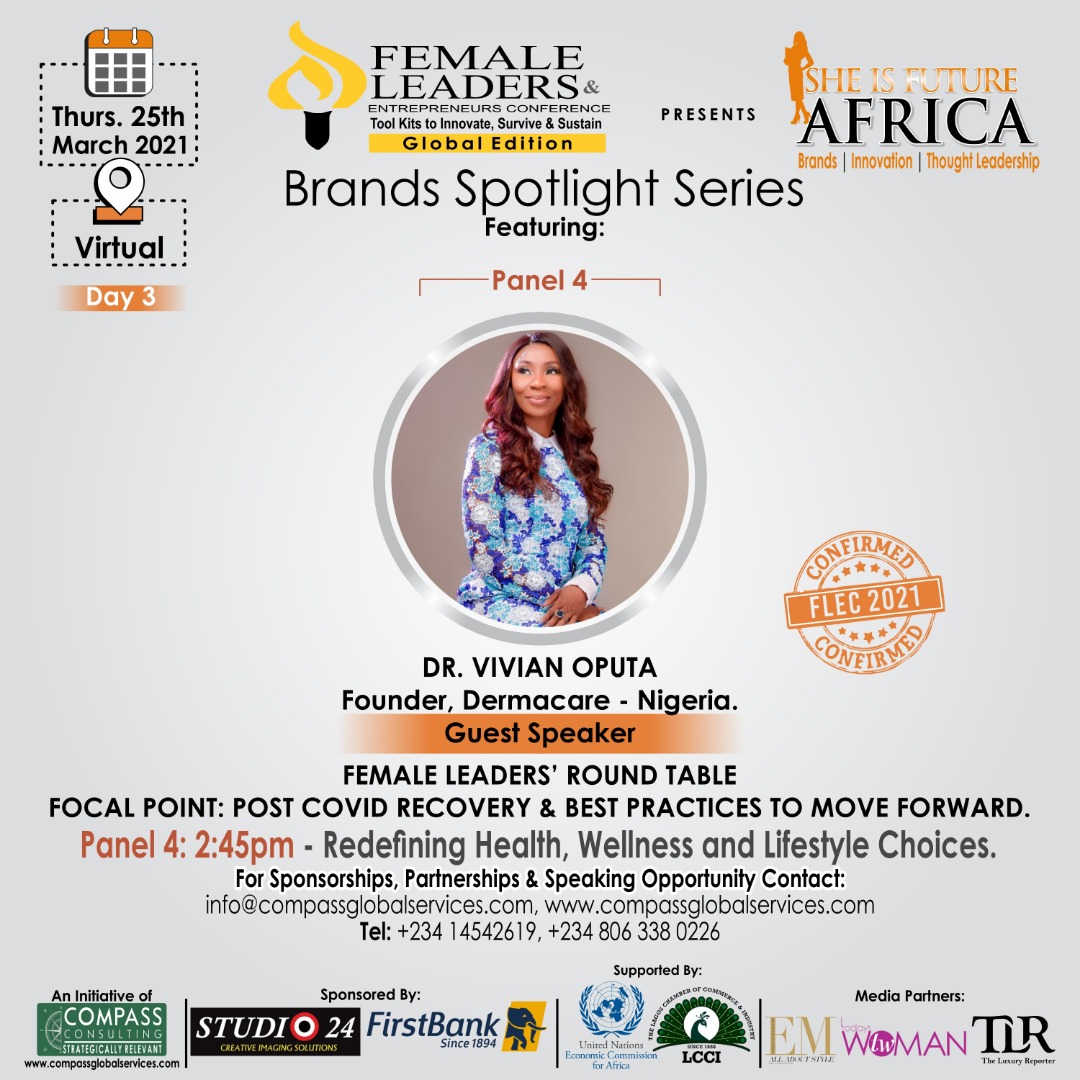 Thurs. 25th
March 2021
Virtual
Day 3
FEMALE
LEADERS &
ENTREPRENEURS CONFERENCE
Tool Kits to Innovate, Survive & Sustain
Global Edition
PRESENTS
SHE IS FUTURE
AFRICA
Brands | Innovation | Thought Leadership
Brands Spotlight Series
Featuring:
Panel 4
CONFIRMED
FLEC 2021
CONFIRMED
DR. VIVIAN OPUTA
Founder, Dermacare - Nigeria.
Guest Speaker
FEMALE LEADERS’ ROUND TABLE
FOCAL POINT: POST COVID RECOVERY & BEST PRACTICES TO MOVE FORWARD.
Panel 4: 2:45pm - Redefining Health, Wellness and Lifestyle Choices.
For Sponsorships, Partnerships & Speaking Opportunity Contact:
info@compassglobalservices.com, www.compassglobalservices.com
Tel: +234 14542619, +234 806 338 0226
An Initiative of
COMPASS
CONSULTING
STRATEGICALLY RELEVANT
www.compassglobalservices.com
Sponsored By:
STUDIO 24
CREATIVE IMAGING SOLUTIONS
FirstBank
Since 1894
Supported By:
United Nations
Economic Commission
for Africa
THE LAGOS CHAMBER OF COMMERCE & INDUSTRY
SINCE 1888
LCCI
Media Partners:
EM
ALL ABOUT STYLE
today's
WOMAN
tw
TLR
The Luxury Reporter